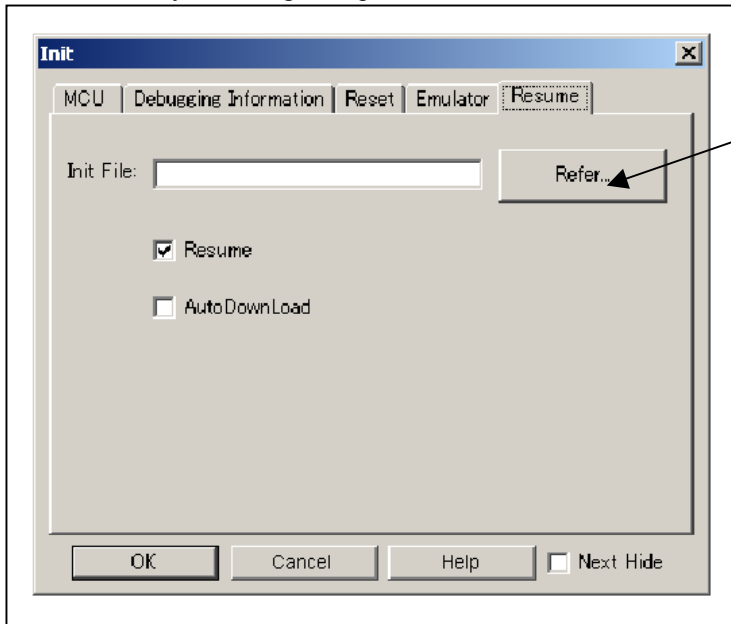 Init
MCU Debugging Information Reset Emulator Resume
Init File: Refer...
Resume
AutoDownLoad
OK Cancel Help Next Hide